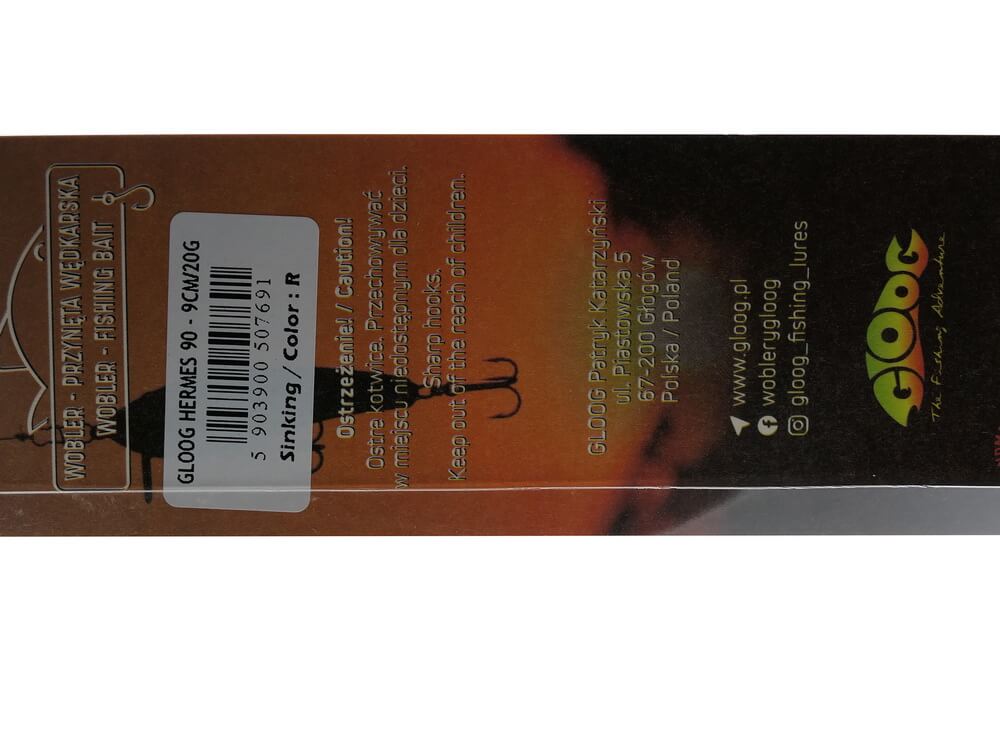 WOBLER - PRZYNĘTA WĘDKARSKA
WOBLER - FISHING BAIT
GLOOG HERMES 90 - 9CM/20G
5 903900 507691
Sinking / Color : R
Ostrzeżenie! / Caution!
Ostre kotwice. Przechowywać
w miejscu niedostępnym dla dzieci.
Sharp hooks.
Keep out of the reach of children.
GLOOG Patryk Katarzyński
ul. Piastowska 5
67-200 Głogów
Polska / Poland
www.gloog.pl
woblerygloog
gloog_fishing_lures
GLOOG
The Fishing Adventure